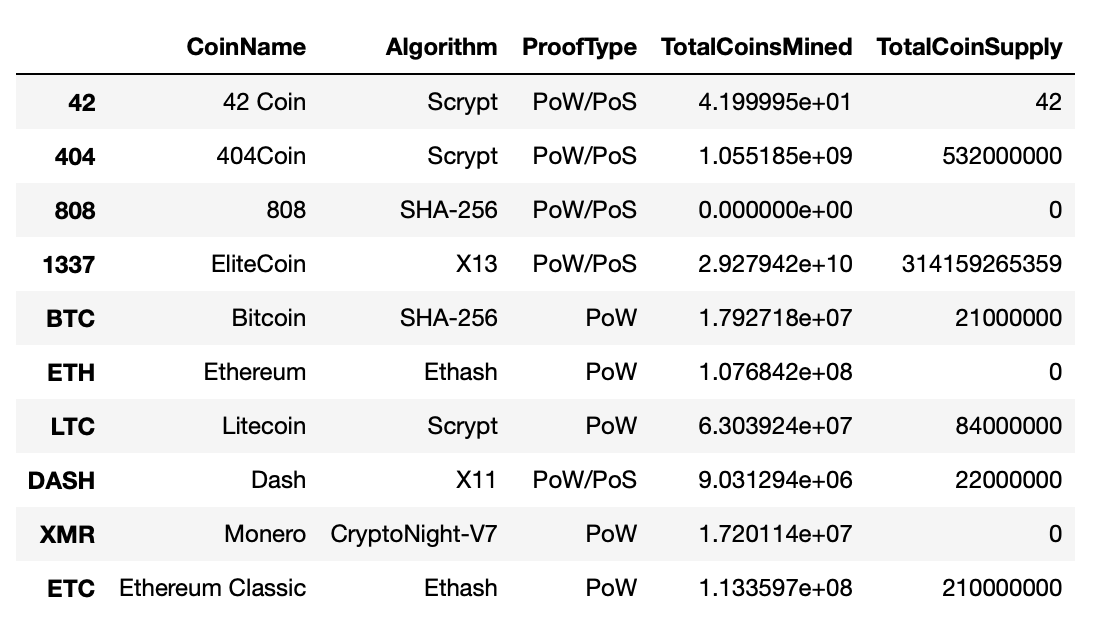 CoinName Algorithm ProofType TotalCoinsMined TotalCoinSupply
42 42 Coin Scrypt PoW/PoS 4.199995e+01 42
404 404Coin Scrypt PoW/PoS 1.055185e+09 532000000
808 808 SHA-256 PoW/PoS 0.000000e+00 0
1337 EliteCoin X13 PoW/PoS 2.927942e+10 314159265359
BTC Bitcoin SHA-256 PoW 1.792718e+07 21000000
ETH Ethereum Ethash PoW 1.076842e+08 0
LTC Litecoin Scrypt PoW 6.303924e+07 84000000
DASH Dash X11 PoW/PoS 9.031294e+06 22000000
XMR Monero CryptoNight-V7 PoW 1.720114e+07 0
ETC Ethereum Classic Ethash PoW 1.133597e+08 210000000